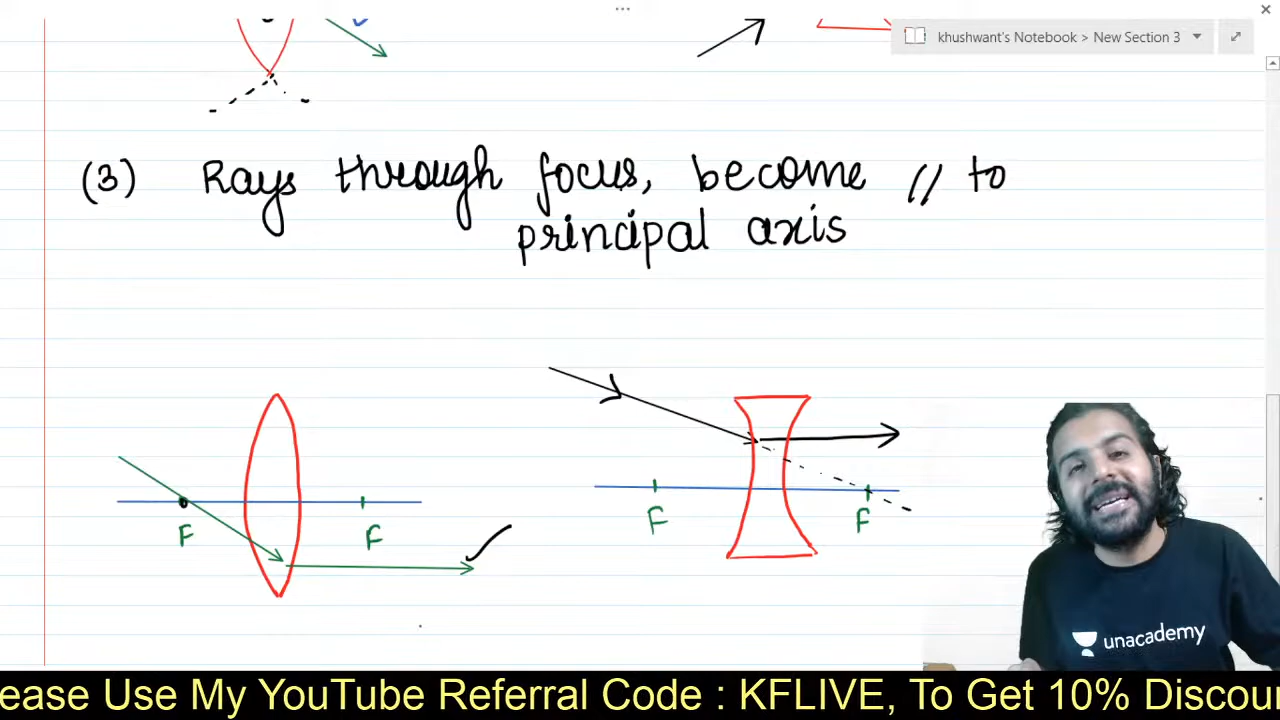 khushwant's Notebook > New Section 3
(3) Rays through focus, become // to
principal axis
F
F
F
F
unacademy
ease Use My YouTube Referral Code : KFLIVE, To Get 10% Discoun